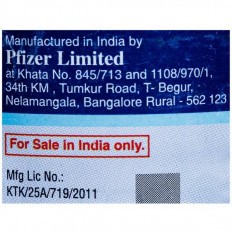 Manufactured in India by
Pfizer Limited
at Khata No. 845/713 and 1108/970/1,
34th KM , Tumkur Road, T- Begur,
Nelamangala, Bangalore Rural - 562 123
For Sale in India only.
Mfg Lic No.:
KTK/25A/719/2011